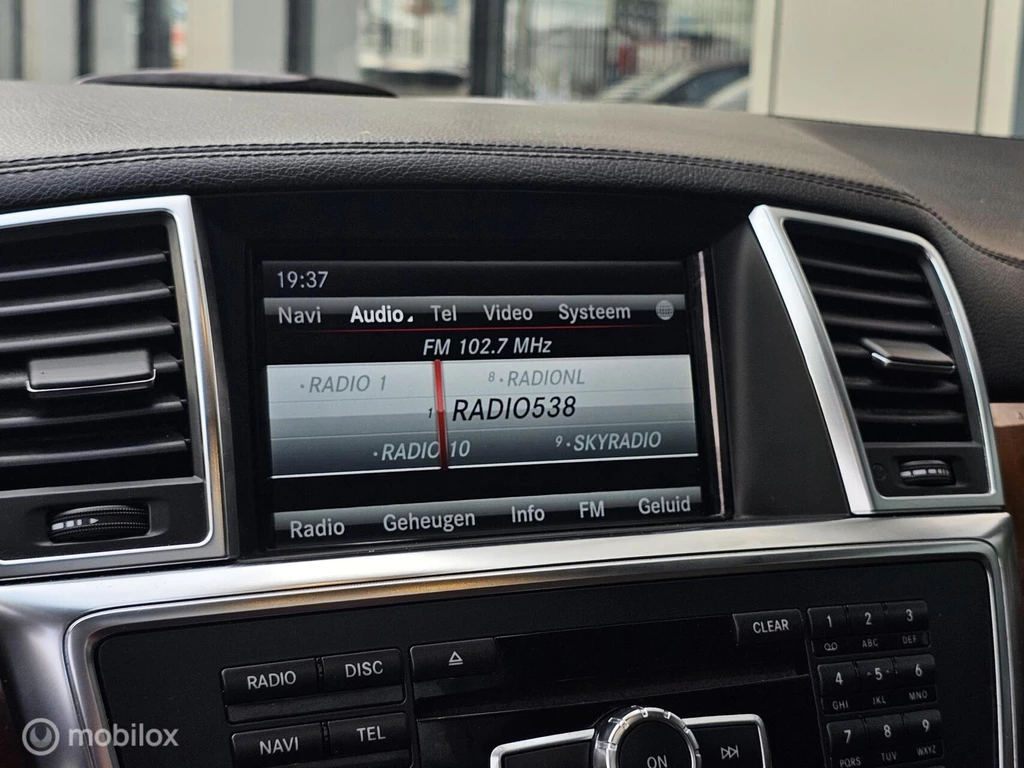 19:37
Navi Audio Tel Video Systeem
FM 102.7 MHz
·RADIO 1 8·RADIONL
1 RADIO538
·RADIO 10 9·SKYRADIO
Radio Geheugen Info FM Geluid
RADIO DISC
NAVI TEL
ON
CLEAR
1 2 3
ABC DEF
4 5 6
GHI JKL MNO
7 8 9
PQRS TUV WXYZ
mobilox